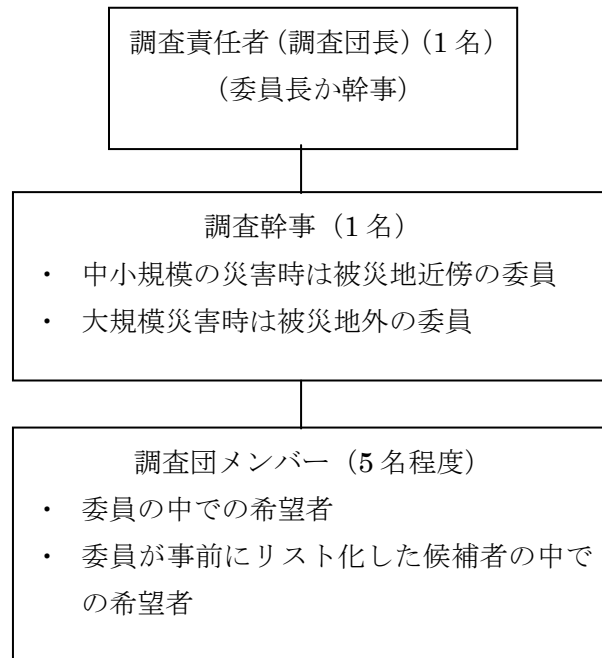 調査責任者（調査団長）（1名）
（委員長か幹事）
調査幹事（1名）
・ 中小規模の災害時は被災地近傍の委員
・ 大規模災害時は被災地外の委員
調査団メンバー（5名程度）
・ 委員の中での希望者
・ 委員が事前にリスト化した候補者の中で
の希望者